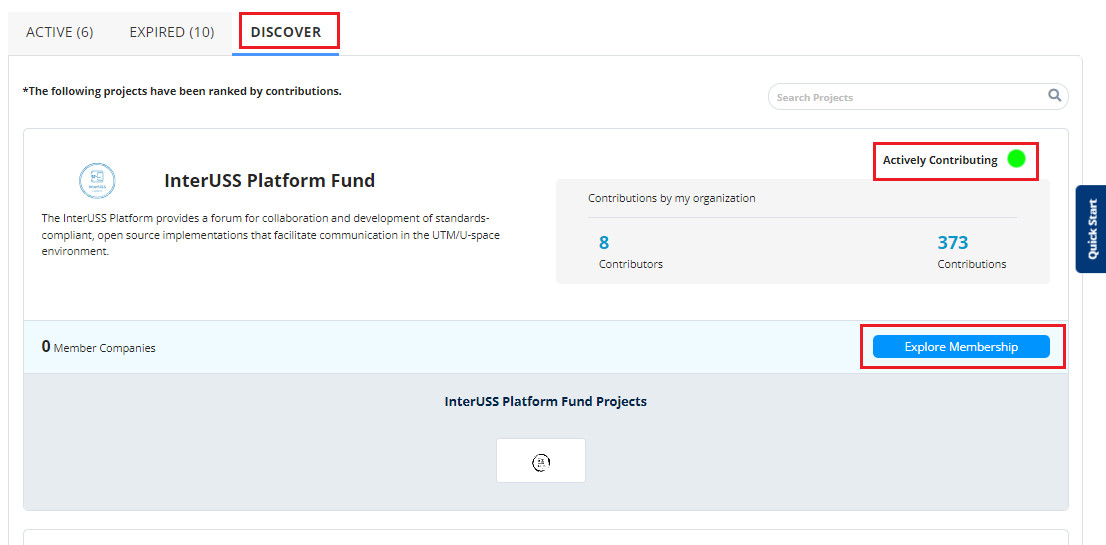 ACTIVE (6) EXPIRED (10) DISCOVER
*The following projects have been ranked by contributions.
Search Projects
Actively Contributing
InterUSS Platform Fund
The InterUSS Platform provides a forum for collaboration and development of standards-
compliant, open source implementations that facilitate communication in the UTM/U-space
environment.
Contributions by my organization
8 373
Contributors Contributions
Quick Start
0 Member Companies Explore Membership
InterUSS Platform Fund Projects